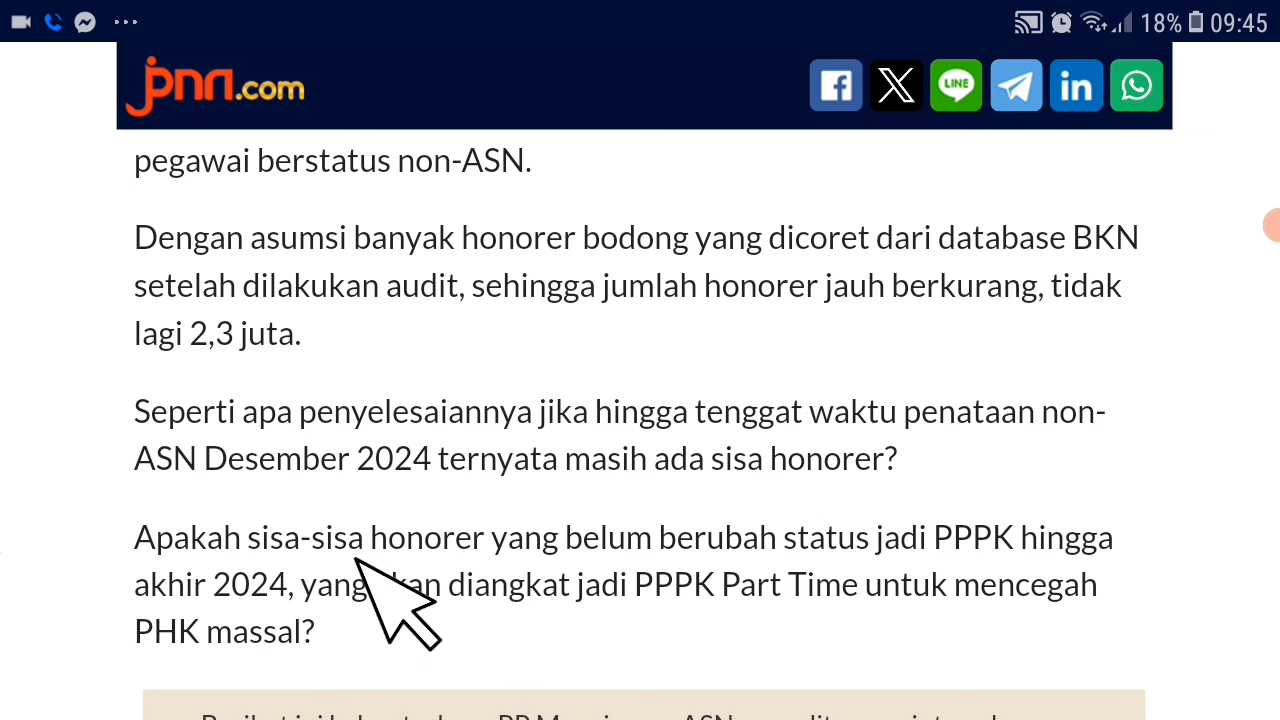 18% 09:45
jpnn.com
LINE
in
pegawai berstatus non-ASN.
Dengan asumsi banyak honorer bodong yang dicoret dari database BKN
setelah dilakukan audit, sehingga jumlah honorer jauh berkurang, tidak
lagi 2,3 juta.
Seperti apa penyelesaiannya jika hingga tenggat waktu penataan non-
ASN Desember 2024 ternyata masih ada sisa honorer?
Apakah sisa-sisa honorer yang belum berubah status jadi PPPK hingga
akhir 2024, yang akan diangkat jadi PPPK Part Time untuk mencegah
PHK massal?